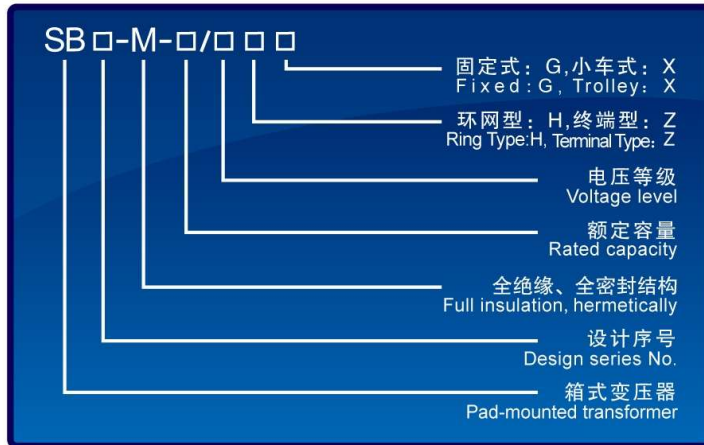 SB□-M-□/□□□
固定式：G,小车式：X
Fixed:G, Trolley: X
环网型：H,终端型：Z
Ring Type:H, Terminal Type: Z
电压等级
Voltage level
额定容量
Rated capacity
全绝缘、全密封结构
Full insulation, hermetically
设计序号
Design series No.
箱式变压器
Pad-mounted transformer